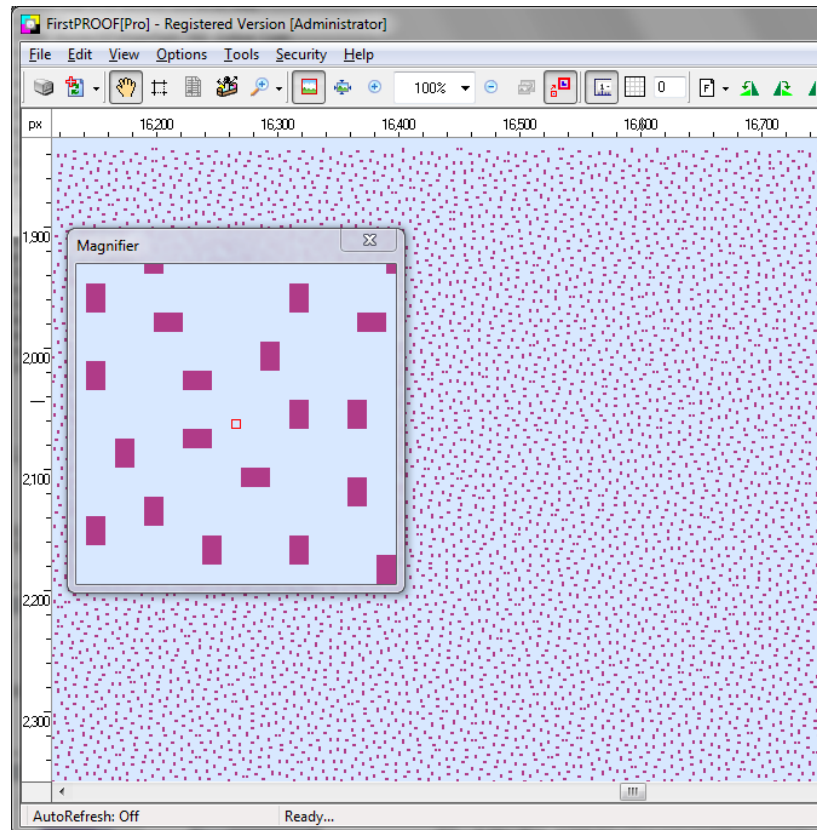 FirstPROOF[Pro] - Registered Version [Administrator]
File Edit View Options Tools Security Help
100% 0 F
px 16,200 16,300 16,400 16,500 16,600 16,700
1,900
Magnifier
2,000
2,100
2,200
2,300
AutoRefresh: Off Ready...